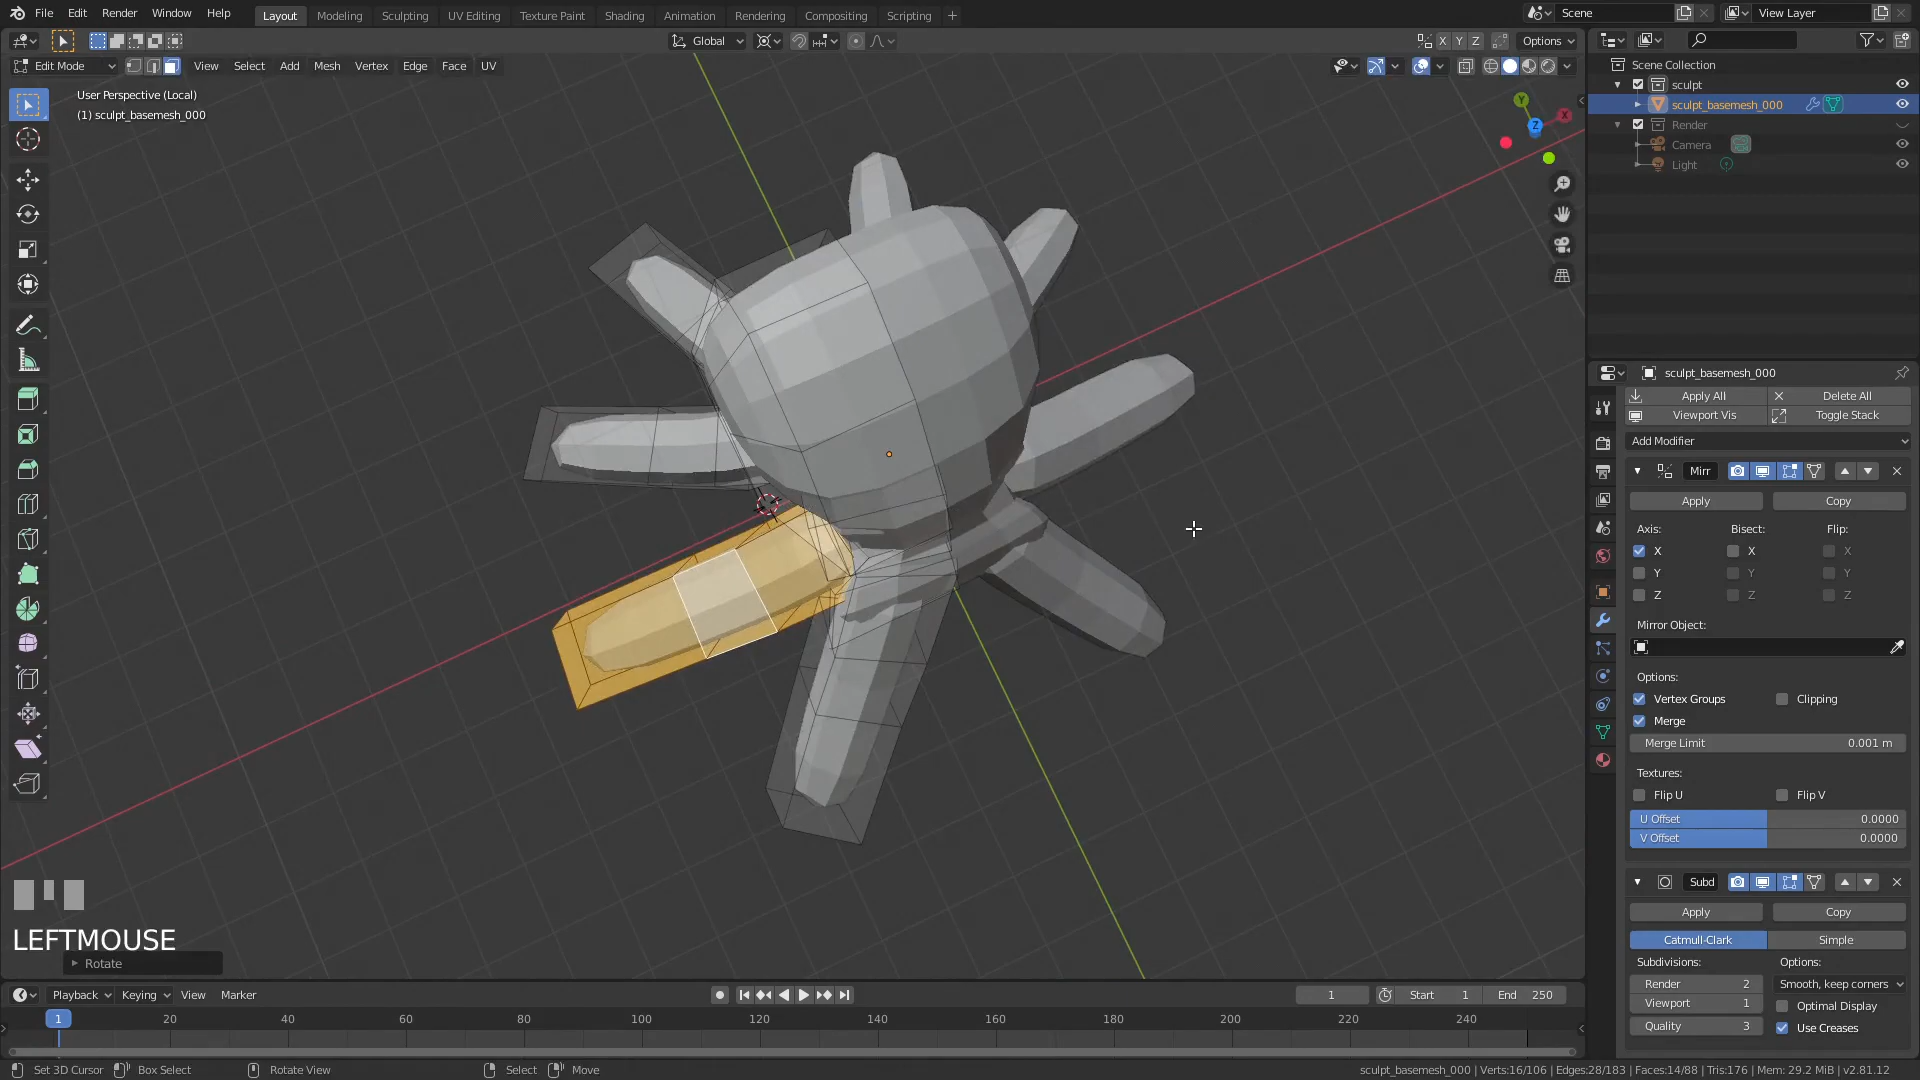 File Edit Render Window Help Layout Modeling Sculpting UV Editing Texture Paint Shading Animation Rendering Compositing Scripting + Scene View Layer
Global X Y Z Options
Edit Mode View Select Add Mesh Vertex Edge Face UV
User Perspective (Local)
(1) sculpt_basemesh_000
Y X Z
Scene Collection
sculpt
sculpt_basemesh_000
Render
Camera
Light
sculpt_basemesh_000
Apply All Delete All
Viewport Vis Toggle Stack
Add Modifier
Mirr
Apply Copy
Axis: Bisect: Flip:
X X X
Y Y Y
Z Z Z
Mirror Object:
Options:
Vertex Groups Clipping
Merge
Merge Limit 0.001 m
Textures:
Flip U Flip V
U Offset 0.0000
V Offset 0.0000
Subd
Apply Copy
Catmull-Clark Simple
Subdivisions: Options:
Render 2 Smooth, keep corners
Viewport 1 Optimal Display
Quality 3 Use Creases
LEFTMOUSE
Rotate
Playback Keying View Marker 1 Start 1 End 250
1 20 40 60 80 100 120 140 160 180 200 220 240
Set 3D Cursor Box Select Rotate View Select Move sculpt_basemesh_000 | Verts:16/106 | Edges:28/183 | Faces:14/88 | Tris:176 | Mem: 29.2 MiB | v2.81.12